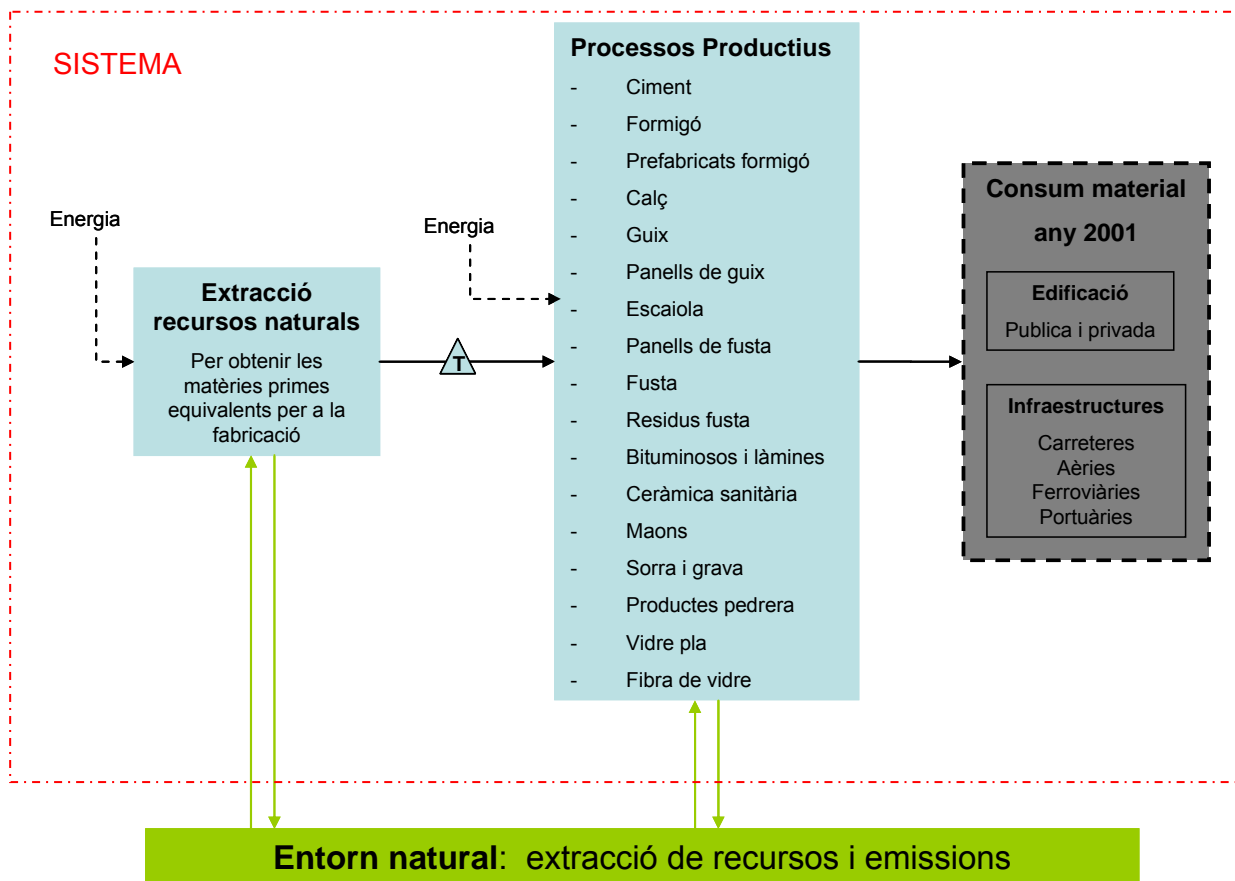 SISTEMA
Energia
Extracció
recursos naturals
Per obtenir les
matèries primes
equivalents per a la
fabricació
T
Energia
Processos Productius
- Ciment
- Formigó
- Prefabricats formigó
- Calç
- Guix
- Panells de guix
- Escaiola
- Panells de fusta
- Fusta
- Residus fusta
- Bituminosos i làmines
- Ceràmica sanitària
- Maons
- Sorra i grava
- Productes pedrera
- Vidre pla
- Fibra de vidre
Consum material
any 2001
Edificació
Publica i privada
Infraestructures
Carreteres
Aèries
Ferroviàries
Portuàries
Entorn natural: extracció de recursos i emissions